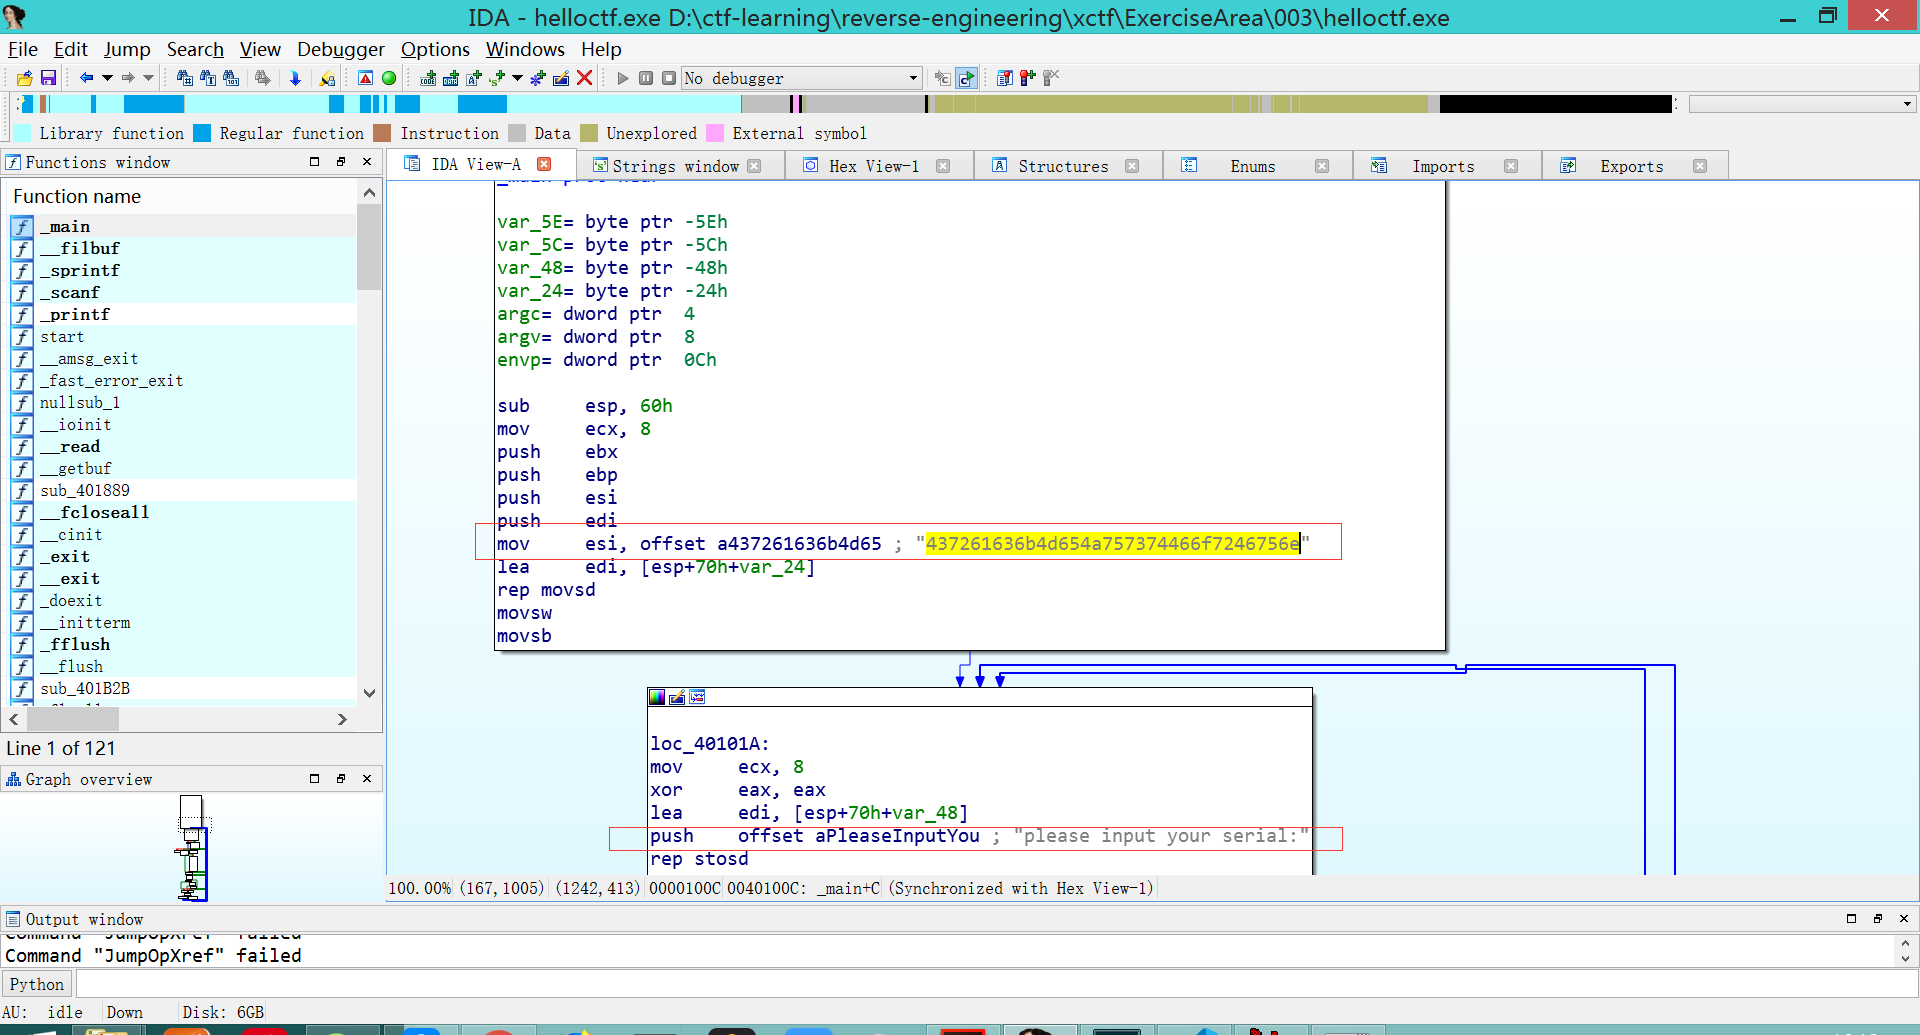 IDA - helloctf.exe D:\ctf-learning\reverse-engineering\xctf\ExerciseArea\003\helloctf.exe
File Edit Jump Search View Debugger Options Windows Help
No debugger
Library function Regular function Instruction Data Unexplored External symbol
Functions window
IDA View-A Strings window Hex View-1 Structures Enums Imports Exports
Function name
_main
__filbuf
_sprintf
_scanf
_printf
start
__amsg_exit
_fast_error_exit
nullsub_1
__ioinit
__read
__getbuf
sub_401889
__fcloseall
__cinit
_exit
__exit
_doexit
__initterm
_fflush
__flush
sub_401B2B
Line 1 of 121
Graph overview
var_5E= byte ptr -5Eh
var_5C= byte ptr -5Ch
var_48= byte ptr -48h
var_24= byte ptr -24h
argc= dword ptr 4
argv= dword ptr 8
envp= dword ptr 0Ch
sub esp, 60h
mov ecx, 8
push ebx
push ebp
push esi
push edi
mov esi, offset a437261636b4d65 ; "437261636b4d654a757374466f7246756e"
lea edi, [esp+70h+var_24]
rep movsd
movsw
movsb
loc_40101A:
mov ecx, 8
xor eax, eax
lea edi, [esp+70h+var_48]
push offset aPleaseInputYou ; "please input your serial:"
rep stosd
100.00% (167,1005) (1242,413) 0000100C 0040100C: _main+C (Synchronized with Hex View-1)
Output window
Command "JumpOpXref" failed
Command "JumpOpXref" failed
Python
AU: idle Down Disk: 6GB